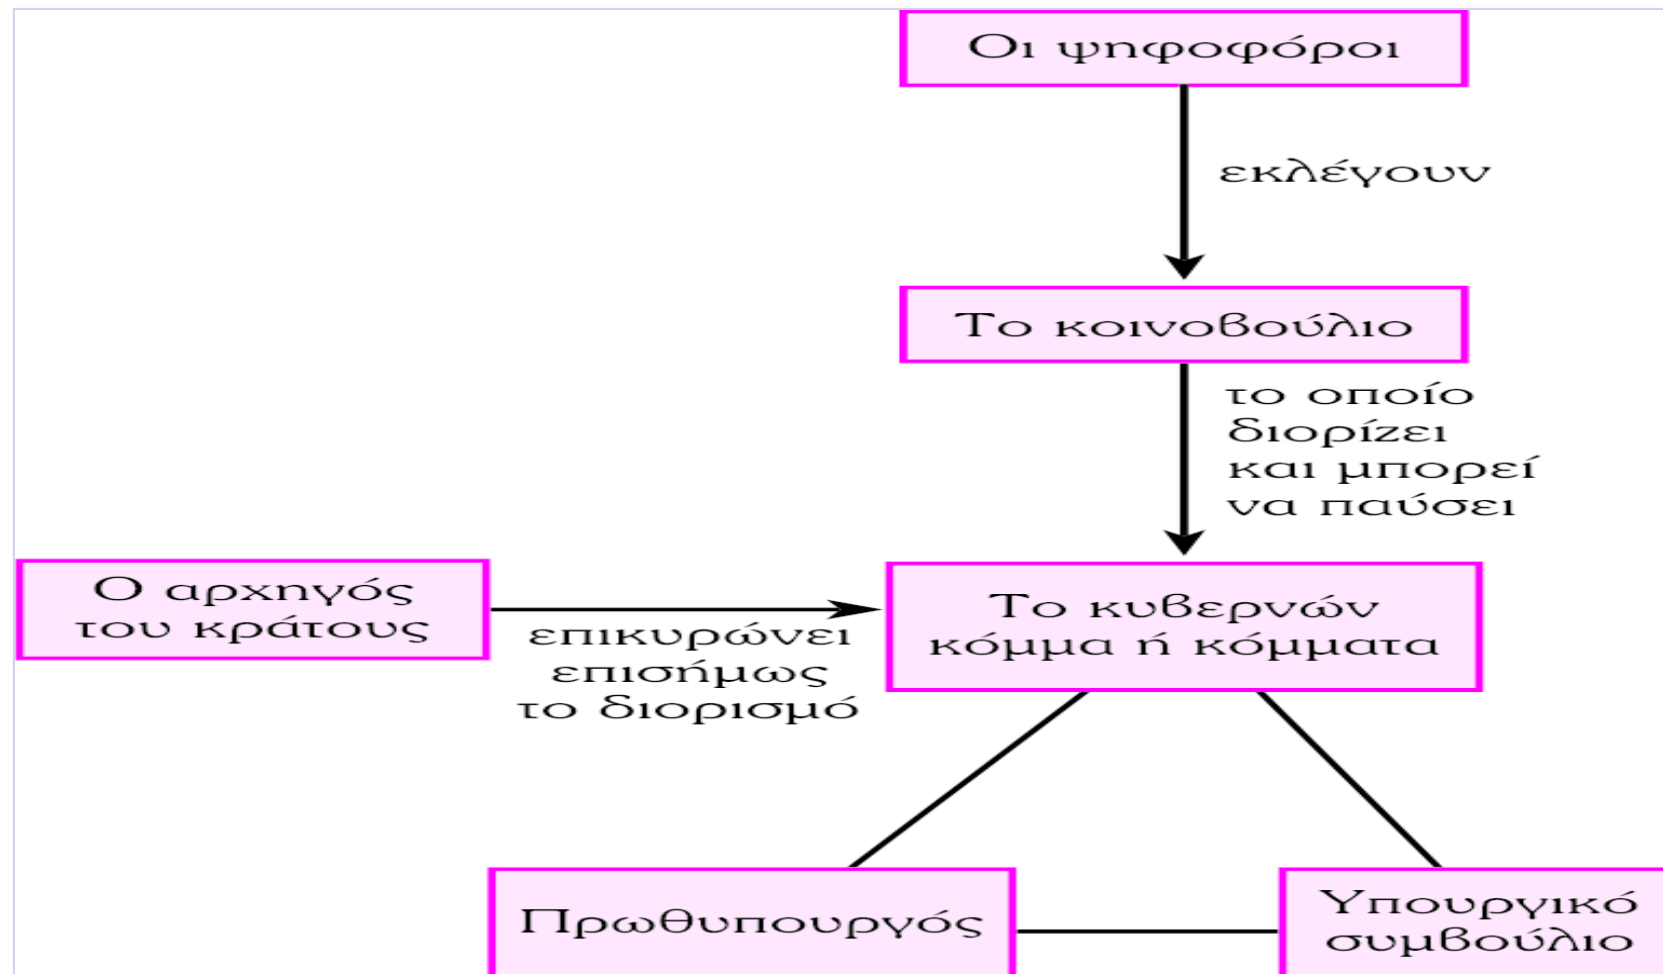 Οι ψηφοφόροι
εκλέγουν
Το κοινοβούλιο
το οποίο
διορίζει
και μπορεί
να παύσει
Ο αρχηγός
του κράτους
επικυρώνει
επισήμως
το διορισμό
Το κυβερνών
κόμμα ή κόμματα
Πρωθυπουργός
Υπουργικό
συμβούλιο